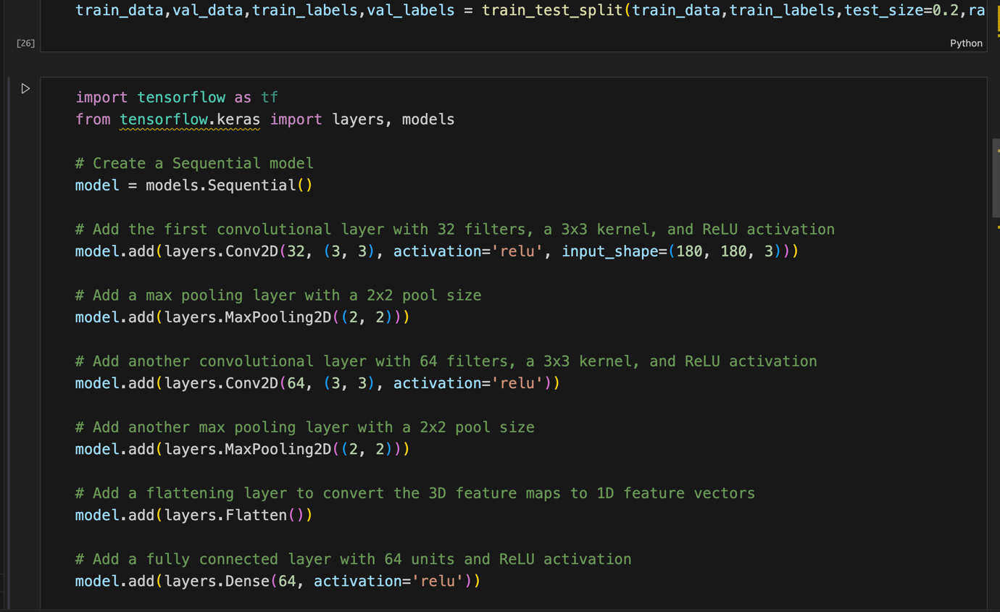 train_data,val_data,train_labels,val_labels = train_test_split(train_data,train_labels,test_size=0.2,ra
[26]
Python
import tensorflow as tf
from tensorflow.keras import layers, models
# Create a Sequential model
model = models.Sequential()
# Add the first convolutional layer with 32 filters, a 3x3 kernel, and ReLU activation
model.add(layers.Conv2D(32, (3, 3), activation='relu', input_shape=(180, 180, 3)))
# Add a max pooling layer with a 2x2 pool size
model.add(layers.MaxPooling2D((2, 2)))
# Add another convolutional layer with 64 filters, a 3x3 kernel, and ReLU activation
model.add(layers.Conv2D(64, (3, 3), activation='relu'))
# Add another max pooling layer with a 2x2 pool size
model.add(layers.MaxPooling2D((2, 2)))
# Add a flattening layer to convert the 3D feature maps to 1D feature vectors
model.add(layers.Flatten())
# Add a fully connected layer with 64 units and ReLU activation
model.add(layers.Dense(64, activation='relu'))